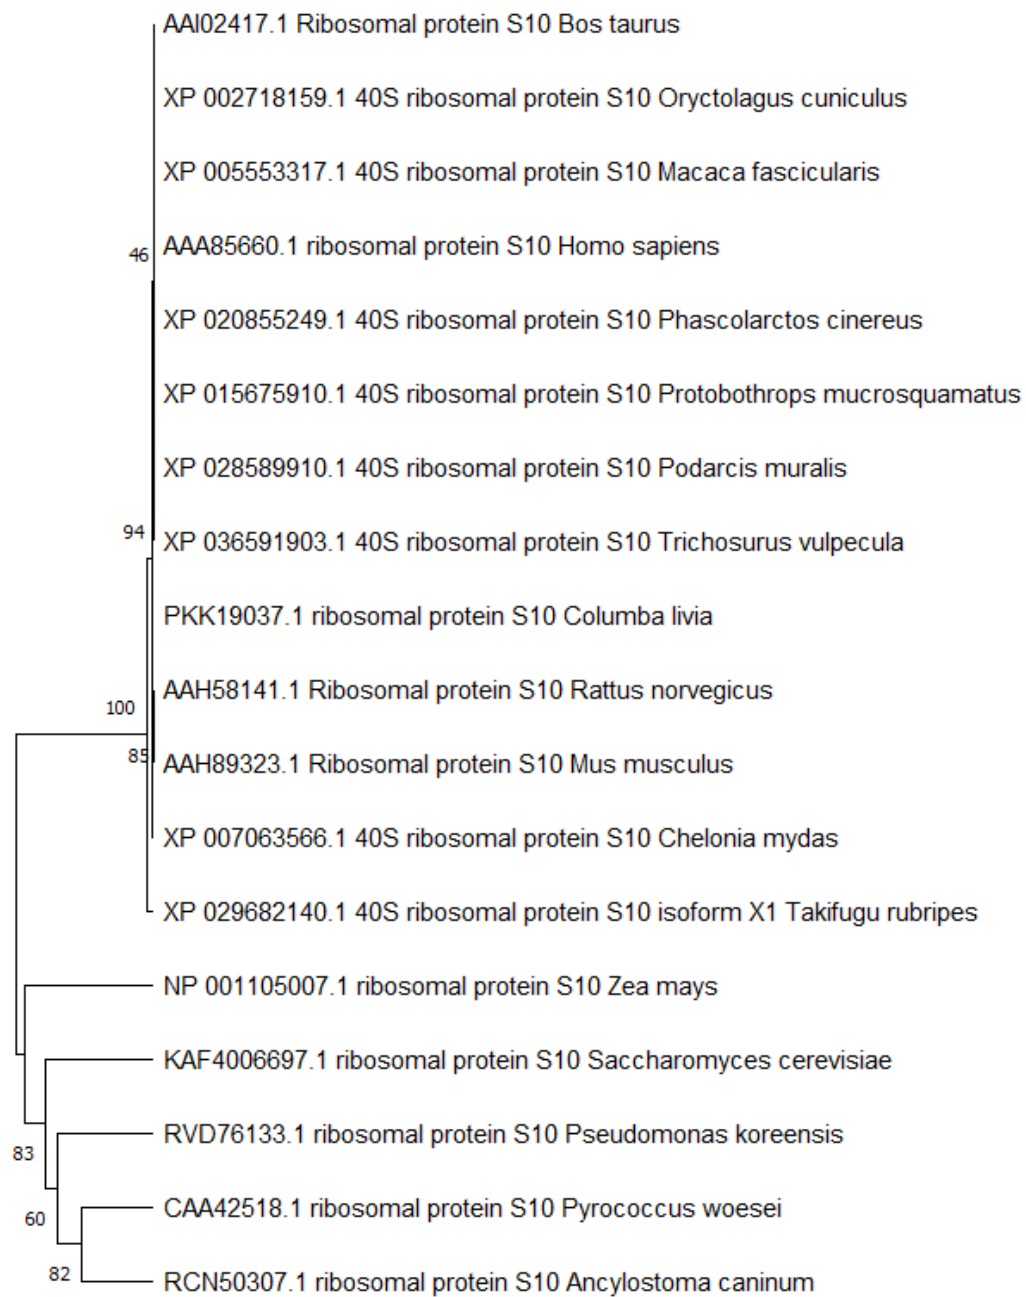 AAI02417.1 Ribosomal protein S10 Bos taurus
XP 002718159.1 40S ribosomal protein S10 Oryctolagus cuniculus
XP 005553317.1 40S ribosomal protein S10 Macaca fascicularis
46
AAA85660.1 ribosomal protein S10 Homo sapiens
XP 020855249.1 40S ribosomal protein S10 Phascolarctos cinereus
XP 015675910.1 40S ribosomal protein S10 Protobothrops mucrosquamatus
XP 028589910.1 40S ribosomal protein S10 Podarcis muralis
94
XP 036591903.1 40S ribosomal protein S10 Trichosurus vulpecula
PKK19037.1 ribosomal protein S10 Columba livia
AAH58141.1 Ribosomal protein S10 Rattus norvegicus
100
85
AAH89323.1 Ribosomal protein S10 Mus musculus
XP 007063566.1 40S ribosomal protein S10 Chelonia mydas
XP 029682140.1 40S ribosomal protein S10 isoform X1 Takifugu rubripes
NP 001105007.1 ribosomal protein S10 Zea mays
KAF4006697.1 ribosomal protein S10 Saccharomyces cerevisiae
RVD76133.1 ribosomal protein S10 Pseudomonas koreensis
83
CAA42518.1 ribosomal protein S10 Pyrococcus woesei
60
82
RCN50307.1 ribosomal protein S10 Ancylostoma caninum